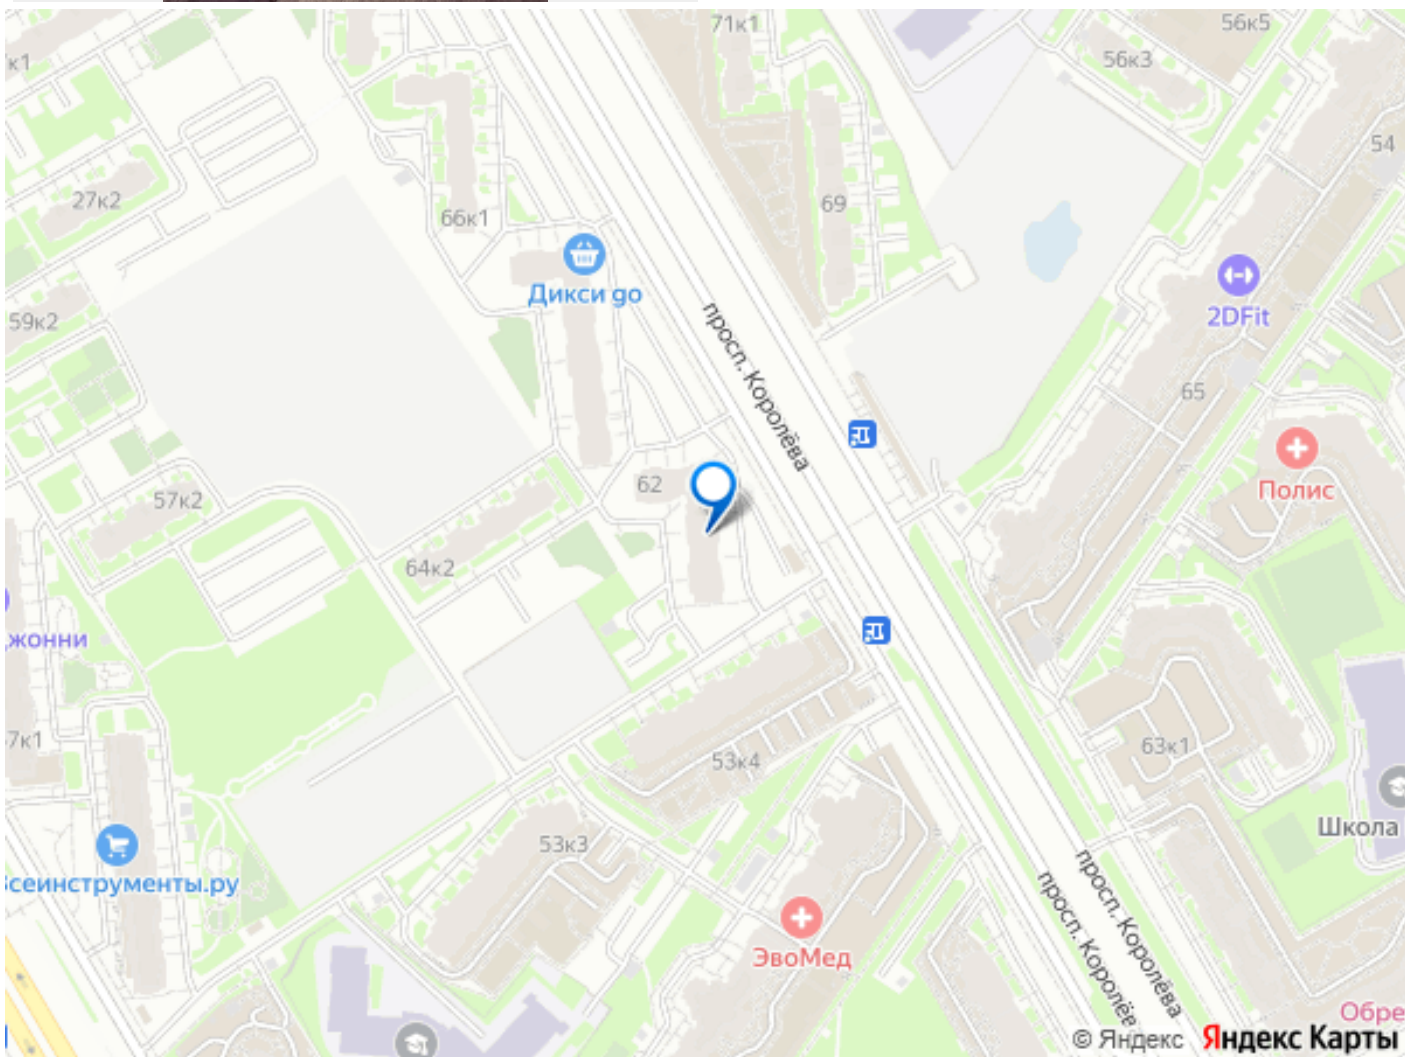 71к1
56к5
к1
56к3
54
27к2
66к1
69
Дикси go
2DFit
59к2
просп. Королёва
65
62
Полис
57к2
64к2
жонни
7к1
53к4
63к1
Школа
53к3
сеинструменты.ру
просп. Королёва
просп. Королёв
ЭвоМед
Обре
© Яндекс Яндекс Карты